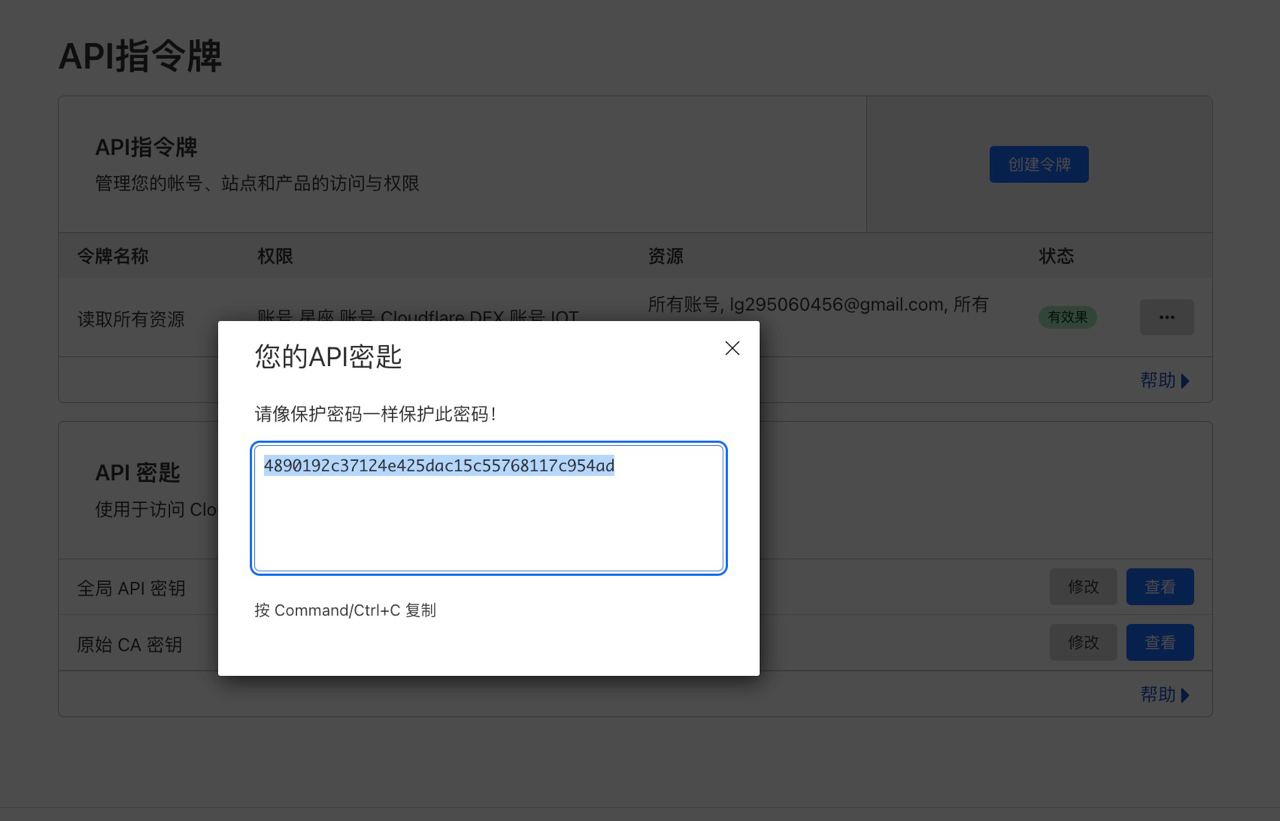 API指令牌
API指令牌
管理您的帐号、站点和产品的访问与权限
创建令牌
令牌名称 权限 资源 状态
读取所有资源 账号.星座,账号.Cloudflare DEX,账号.IOT 所有账号, lg295060456@gmail.com, 所有 有效果 ...
帮助
您的API密匙
请像保护密码一样保护此密码！
4890192c37124e425dac15c55768117c954ad
按 Command/Ctrl+C 复制
API 密匙
使用于访问 Clo
全局 API 密钥 修改 查看
原始 CA 密钥 修改 查看
帮助